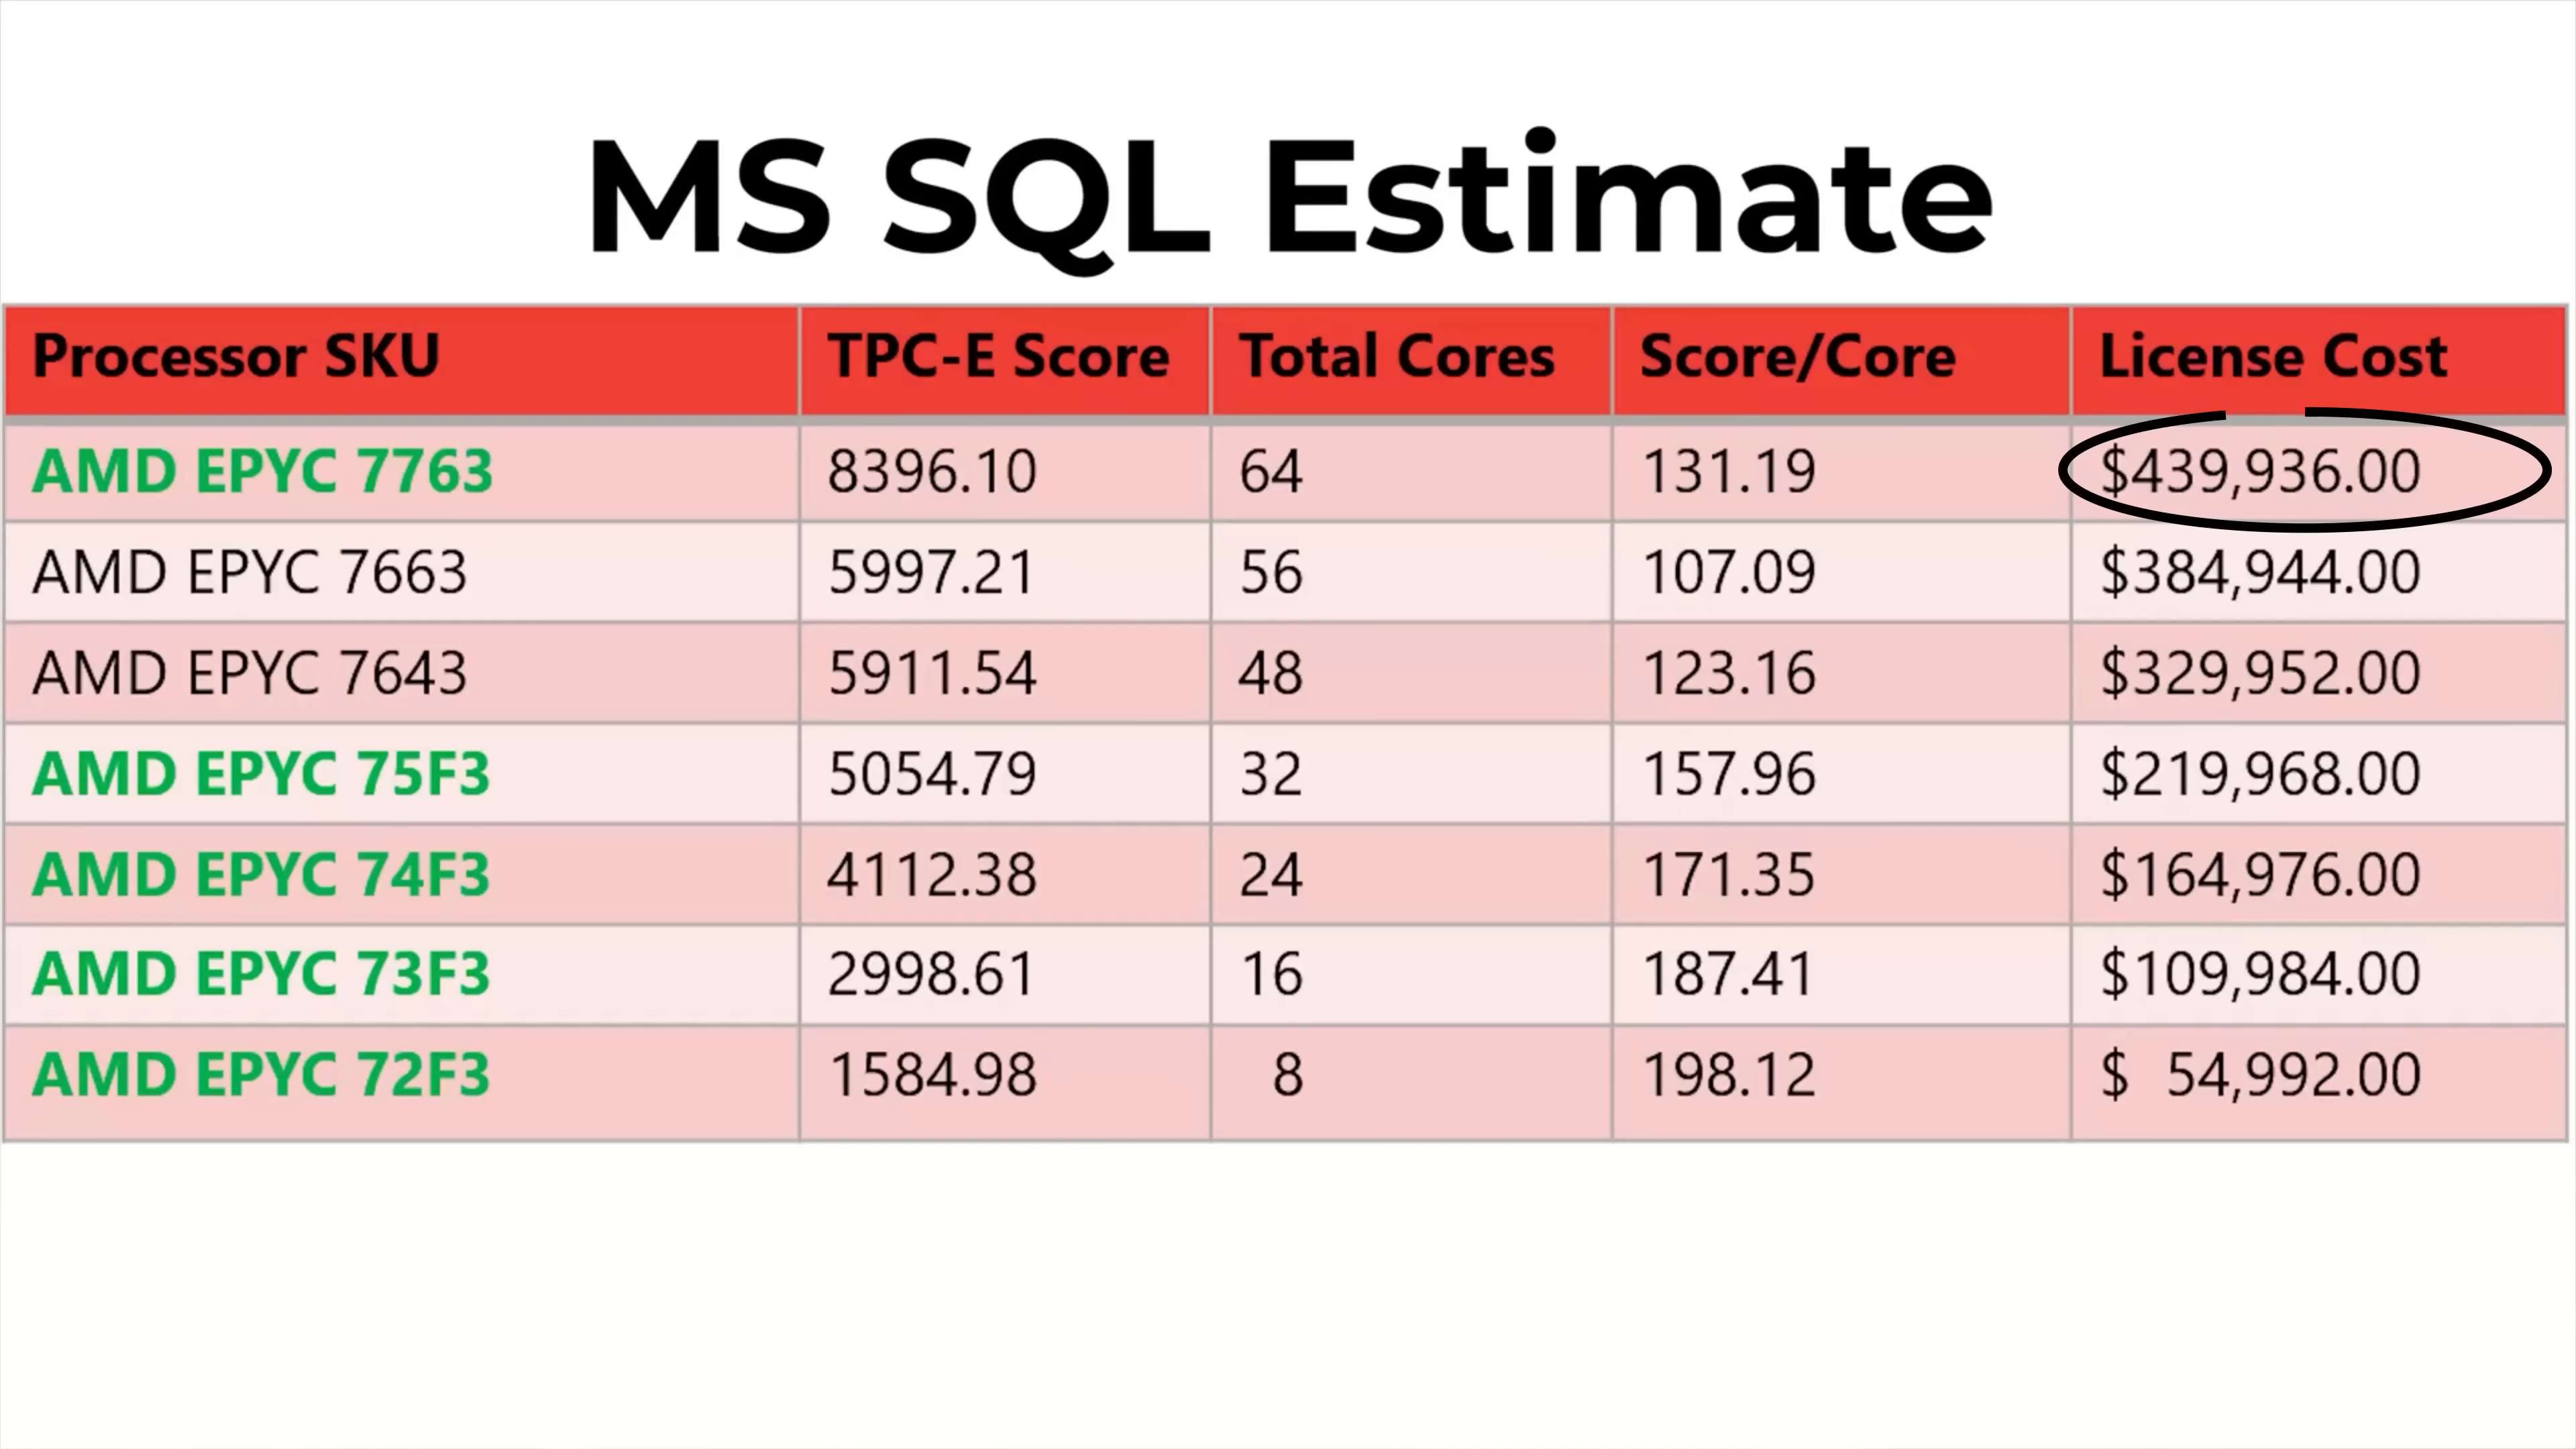 MS SQL Estimate
Processor SKU TPC-E Score Total Cores Score/Core License Cost
AMD EPYC 7763 8396.10 64 131.19 $439,936.00
AMD EPYC 7663 5997.21 56 107.09 $384,944.00
AMD EPYC 7643 5911.54 48 123.16 $329,952.00
AMD EPYC 75F3 5054.79 32 157.96 $219,968.00
AMD EPYC 74F3 4112.38 24 171.35 $164,976.00
AMD EPYC 73F3 2998.61 16 187.41 $109,984.00
AMD EPYC 72F3 1584.98 8 198.12 $ 54,992.00